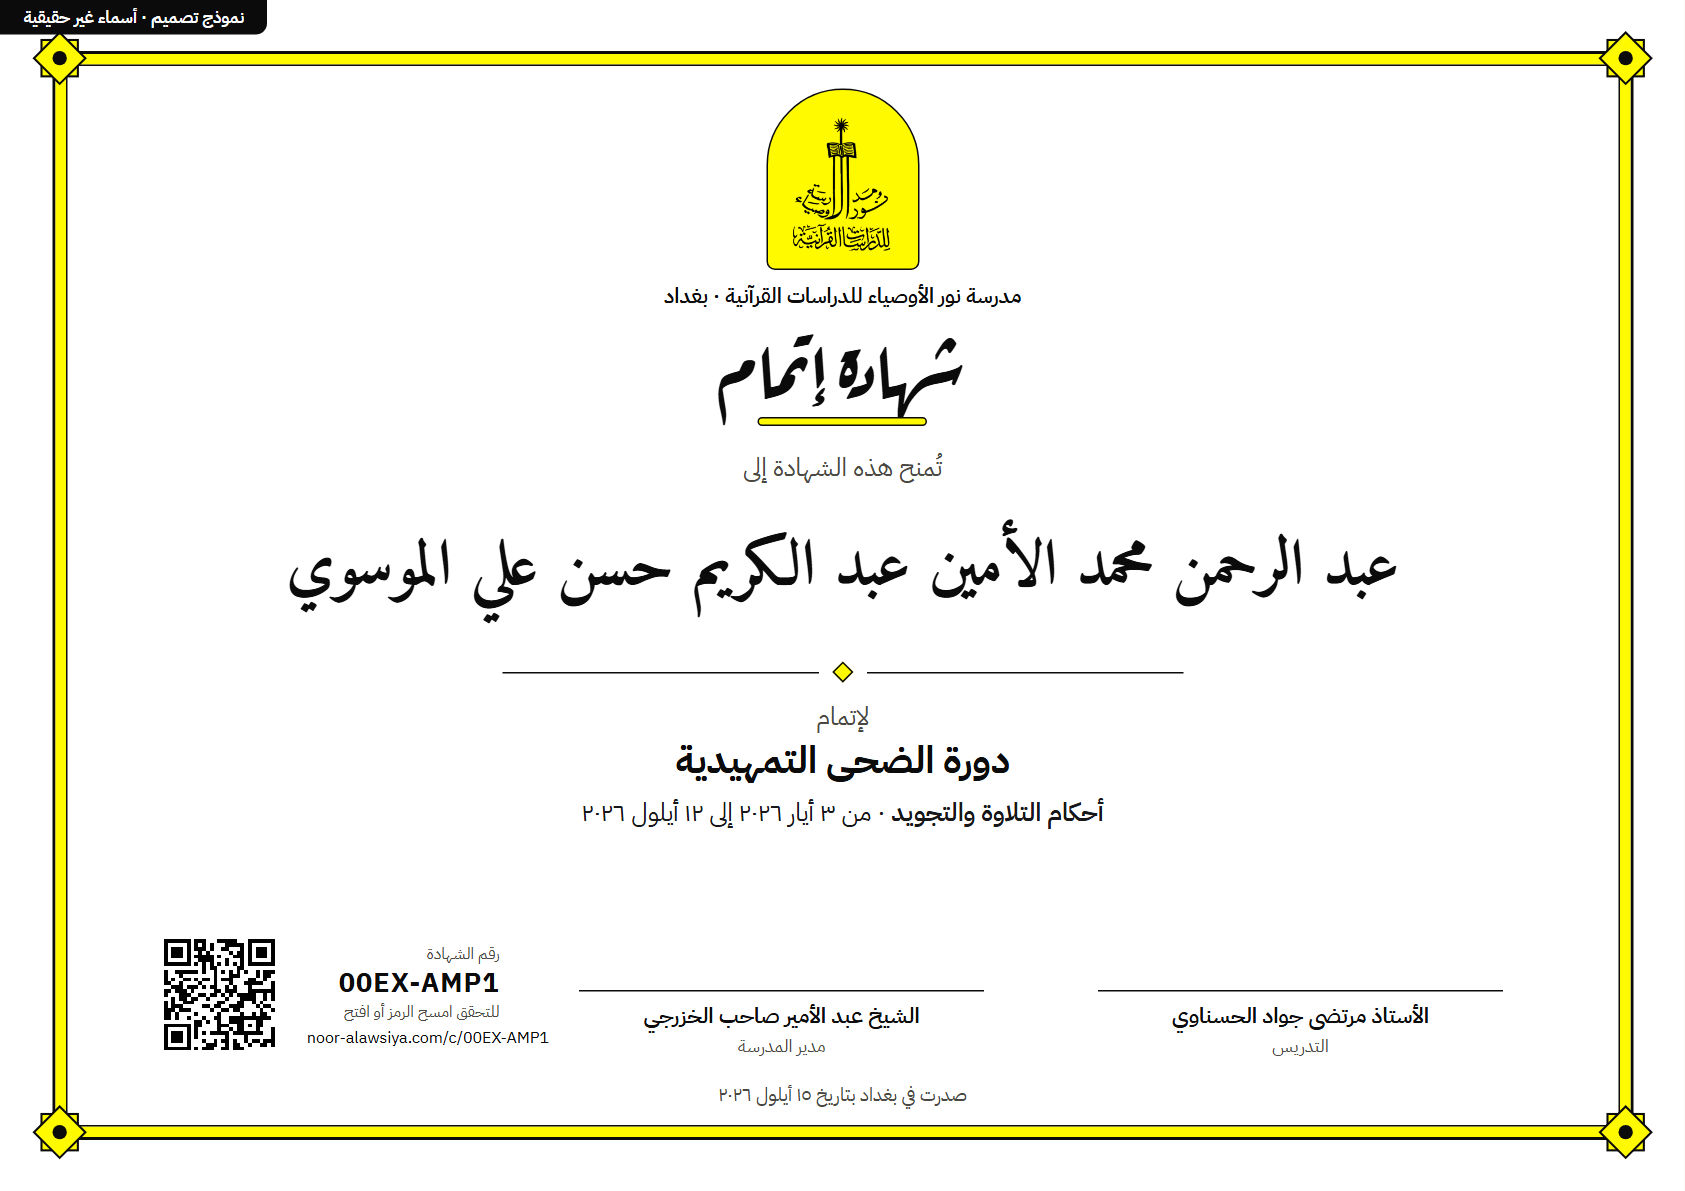 نموذج تصميم · أسماء غير حقيقية
للدراسات القرآنية
مدرسة نور الأوصياء للدراسات القرآنية · بغداد
شهادة إتمام
تُمنح هذه الشهادة إلى
عبد الرحمن محمد الأمين عبد الكريم حسن علي الموسوي
لإتمام
دورة الضحى التمهيدية
أحكام التلاوة والتجويد · من ٣ أيار ٢٠٢٦ إلى ١٢ أيلول ٢٠٢٦
الأستاذ مرتضى جواد الحسناوي
التدريس
الشيخ عبد الأمير صاحب الخزرجي
مدير المدرسة
رقم الشهادة
00EX-AMP1
للتحقق امسح الرمز أو افتح
noor-alawsiya.com/c/00EX-AMP1
صدرت في بغداد بتاريخ ١٥ أيلول ٢٠٢٦